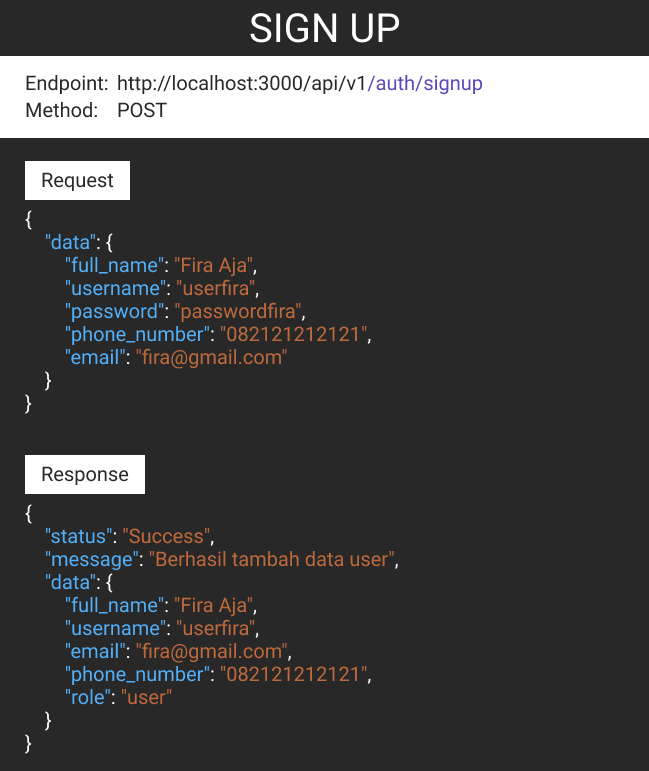 SIGN UP
Endpoint: http://localhost:3000/api/v1/auth/signup
Method: POST
Request
{
"data": {
"full_name": "Fira Aja",
"username": "userfira",
"password": "passwordfira",
"phone_number": "082121212121",
"email": "fira@gmail.com"
}
}
Response
{
"status": "Success",
"message": "Berhasil tambah data user",
"data": {
"full_name": "Fira Aja",
"username": "userfira",
"email": "fira@gmail.com",
"phone_number": "082121212121",
"role": "user"
}
}